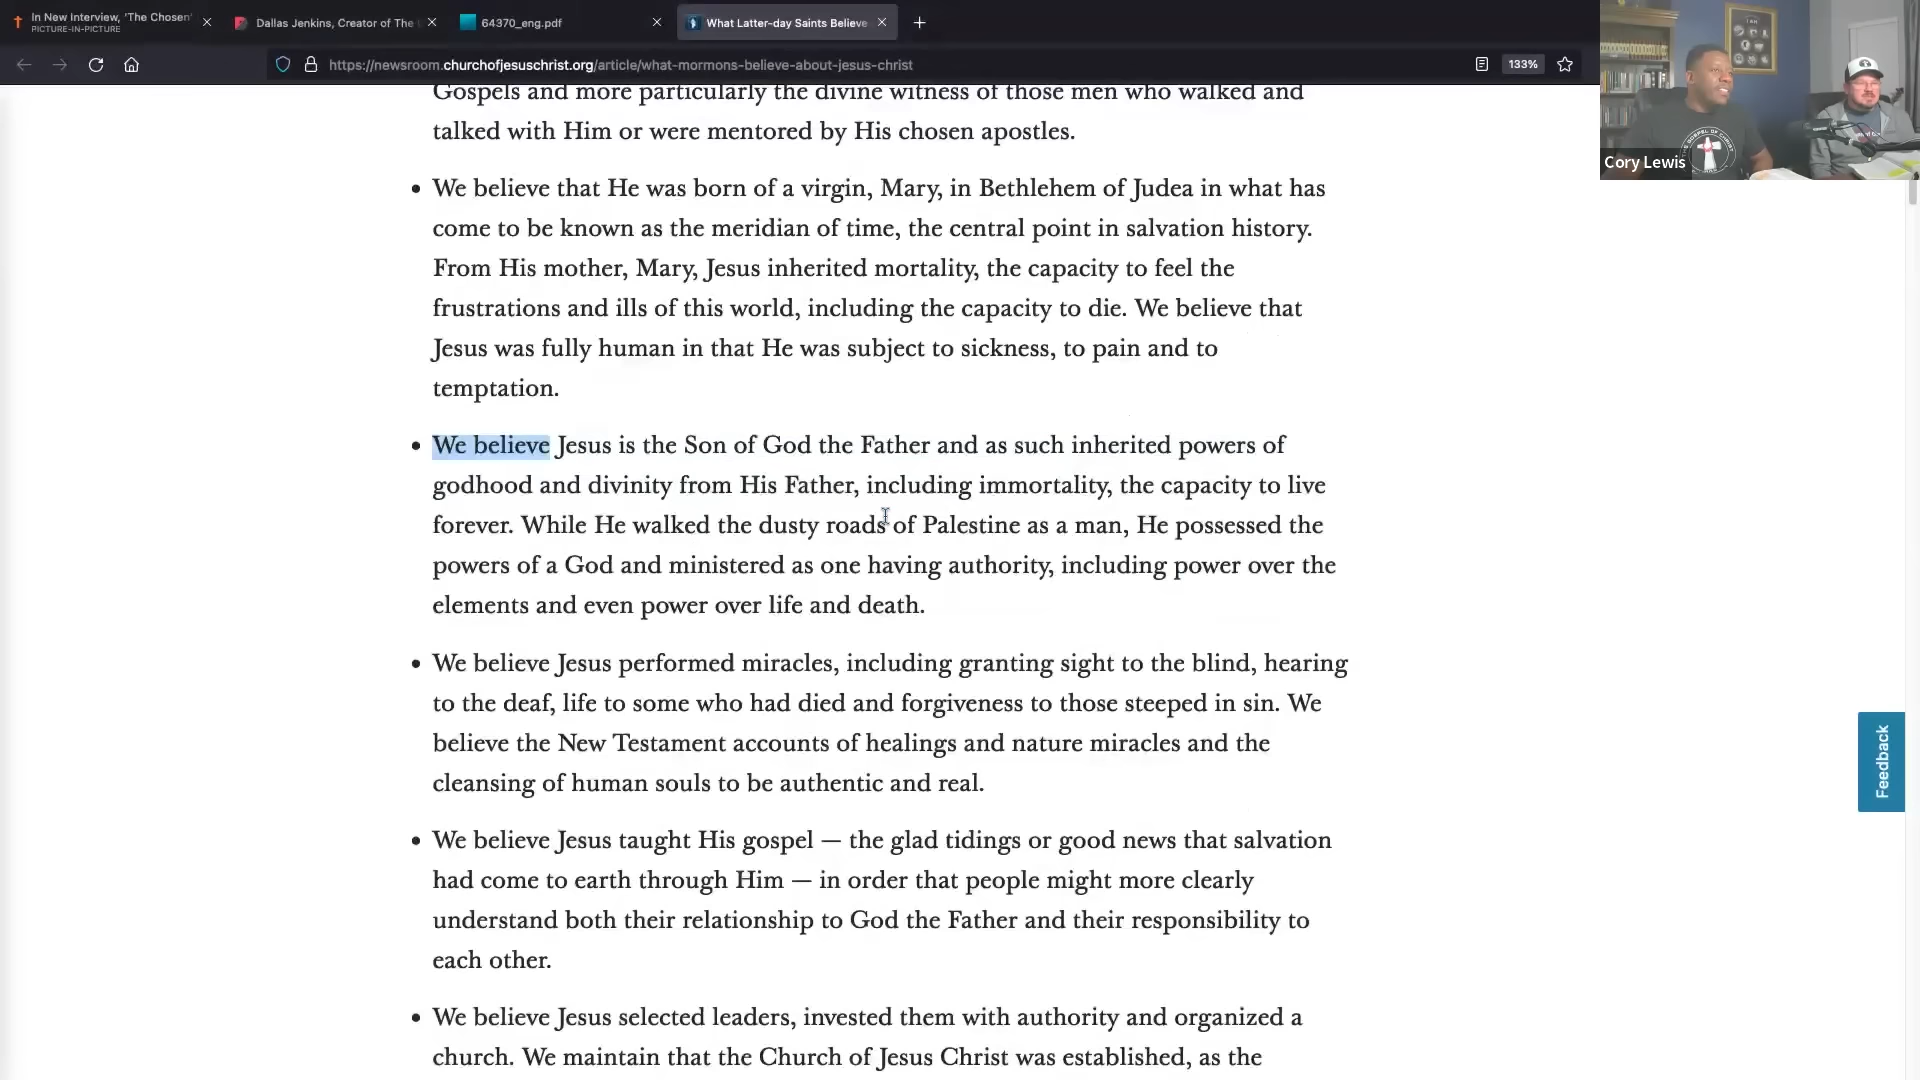 In New Interview, 'The Chosen'
PICTURE-IN-PICTURE
Dallas Jenkins, Creator of The
64370_eng.pdf
What Latter-day Saints Believe
https://newsroom.churchofjesuschrist.org/article/what-mormons-believe-about-jesus-christ
133%
Cory Lewis
Gospels and more particularly the divine witness of those men who walked and
talked with Him or were mentored by His chosen apostles.
• We believe that He was born of a virgin, Mary, in Bethlehem of Judea in what has
come to be known as the meridian of time, the central point in salvation history.
From His mother, Mary, Jesus inherited mortality, the capacity to feel the
frustrations and ills of this world, including the capacity to die. We believe that
Jesus was fully human in that He was subject to sickness, to pain and to
temptation.
• We believe Jesus is the Son of God the Father and as such inherited powers of
godhood and divinity from His Father, including immortality, the capacity to live
forever. While He walked the dusty roads of Palestine as a man, He possessed the
powers of a God and ministered as one having authority, including power over the
elements and even power over life and death.
• We believe Jesus performed miracles, including granting sight to the blind, hearing
to the deaf, life to some who had died and forgiveness to those steeped in sin. We
believe the New Testament accounts of healings and nature miracles and the
cleansing of human souls to be authentic and real.
• We believe Jesus taught His gospel — the glad tidings or good news that salvation
had come to earth through Him — in order that people might more clearly
understand both their relationship to God the Father and their responsibility to
each other.
• We believe Jesus selected leaders, invested them with authority and organized a
church. We maintain that the Church of Jesus Christ was established, as the
Feedback